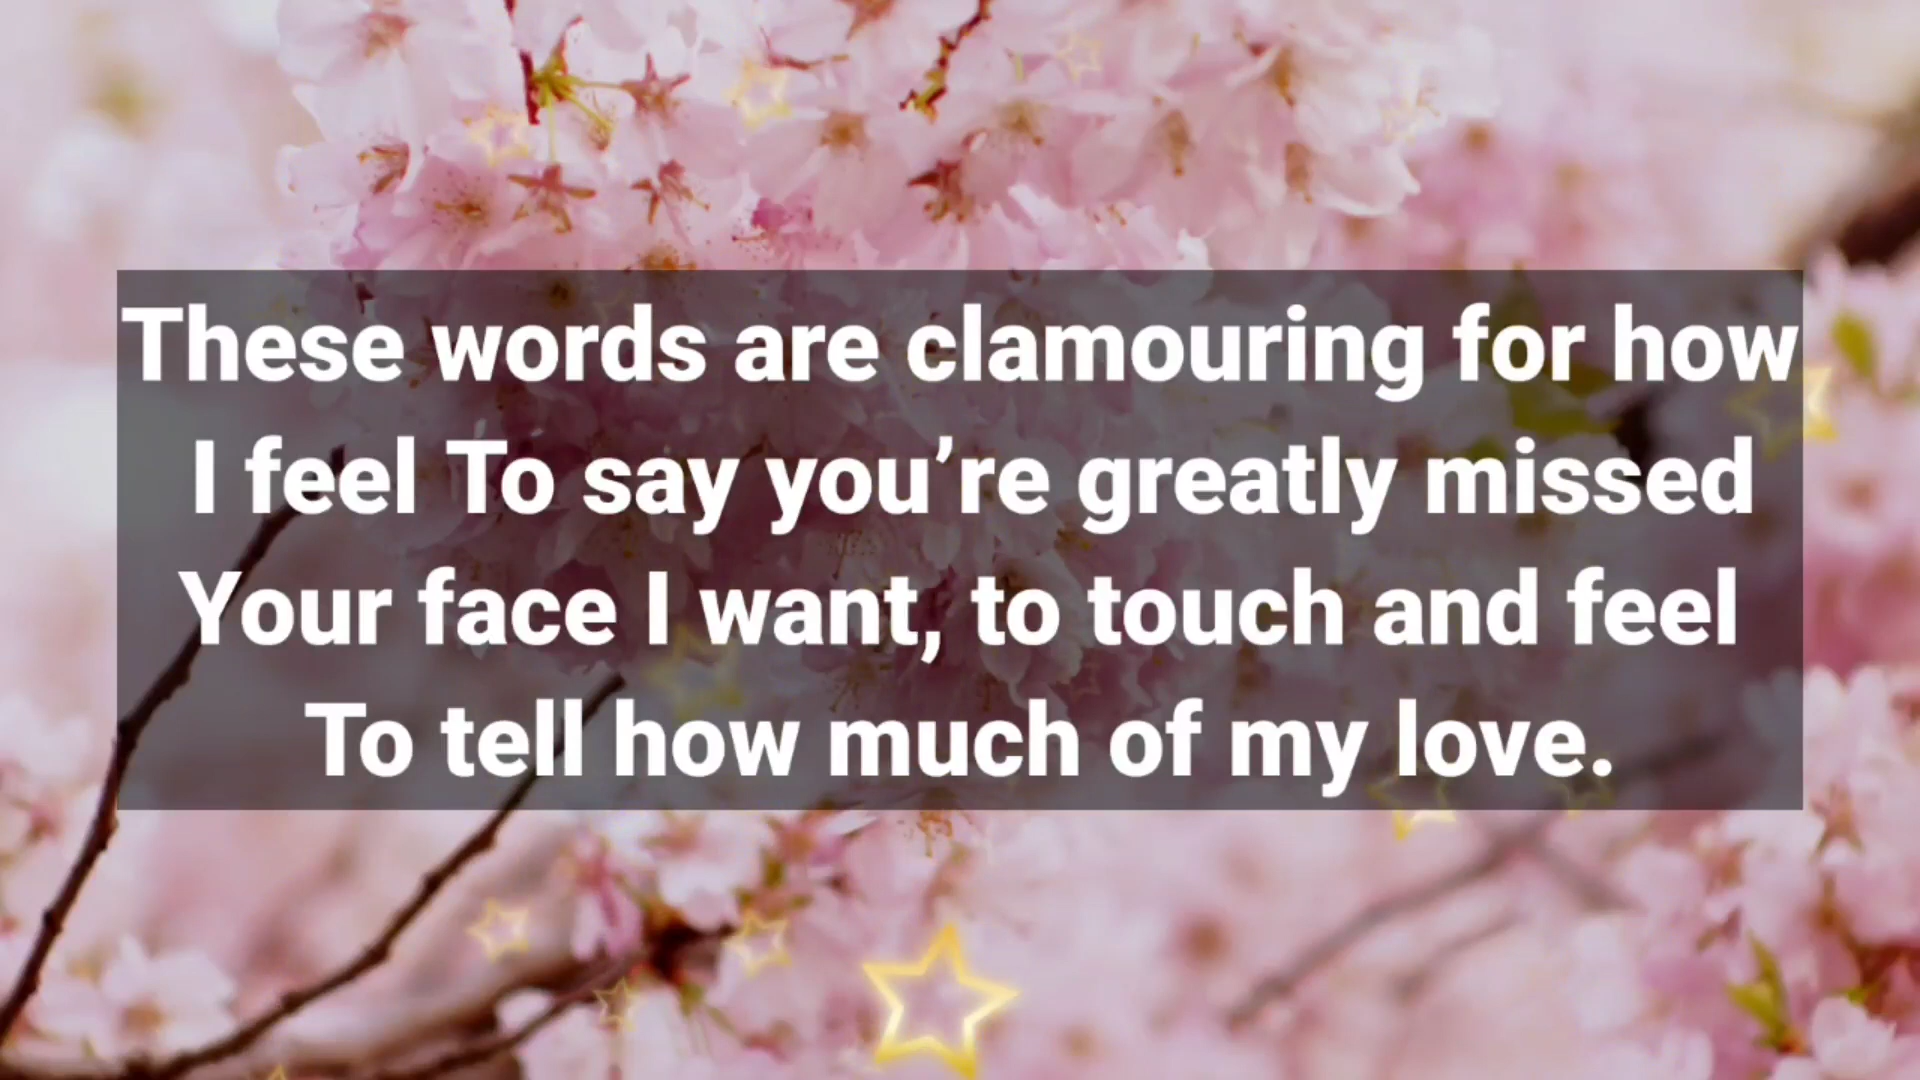 These words are clamouring for how
I feel To say you’re greatly missed
Your face I want, to touch and feel
To tell how much of my love.